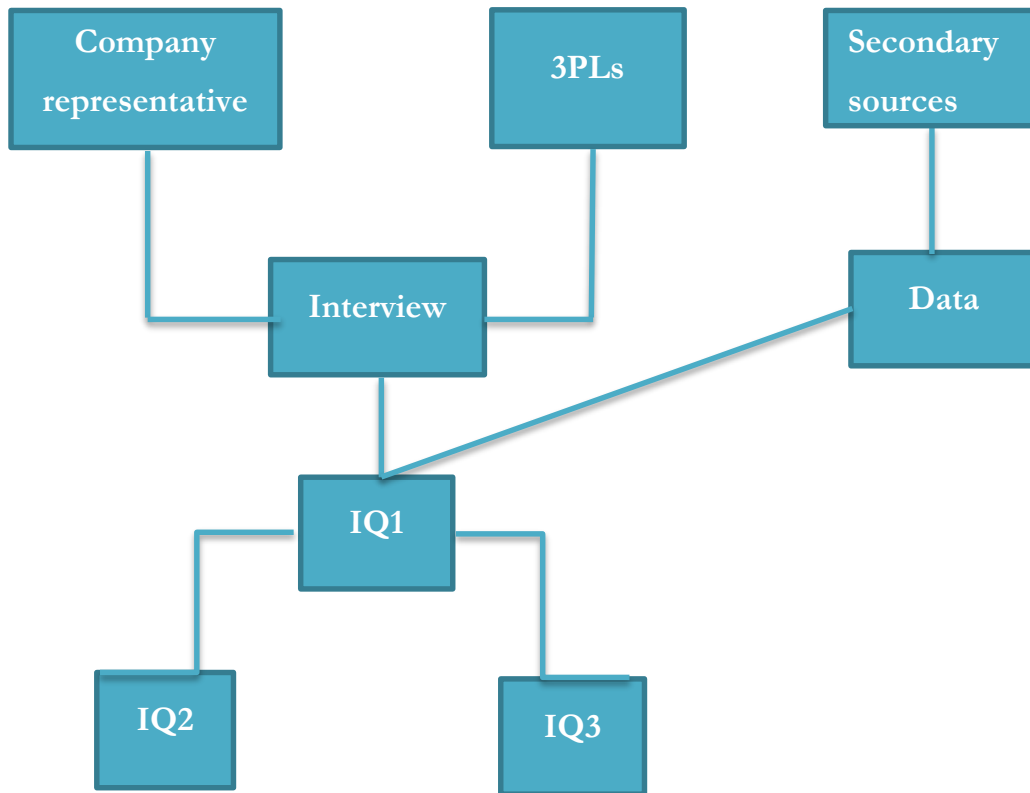 Company
representative
3PLs
Secondary
sources
Interview
Data
IQ1
IQ2
IQ3